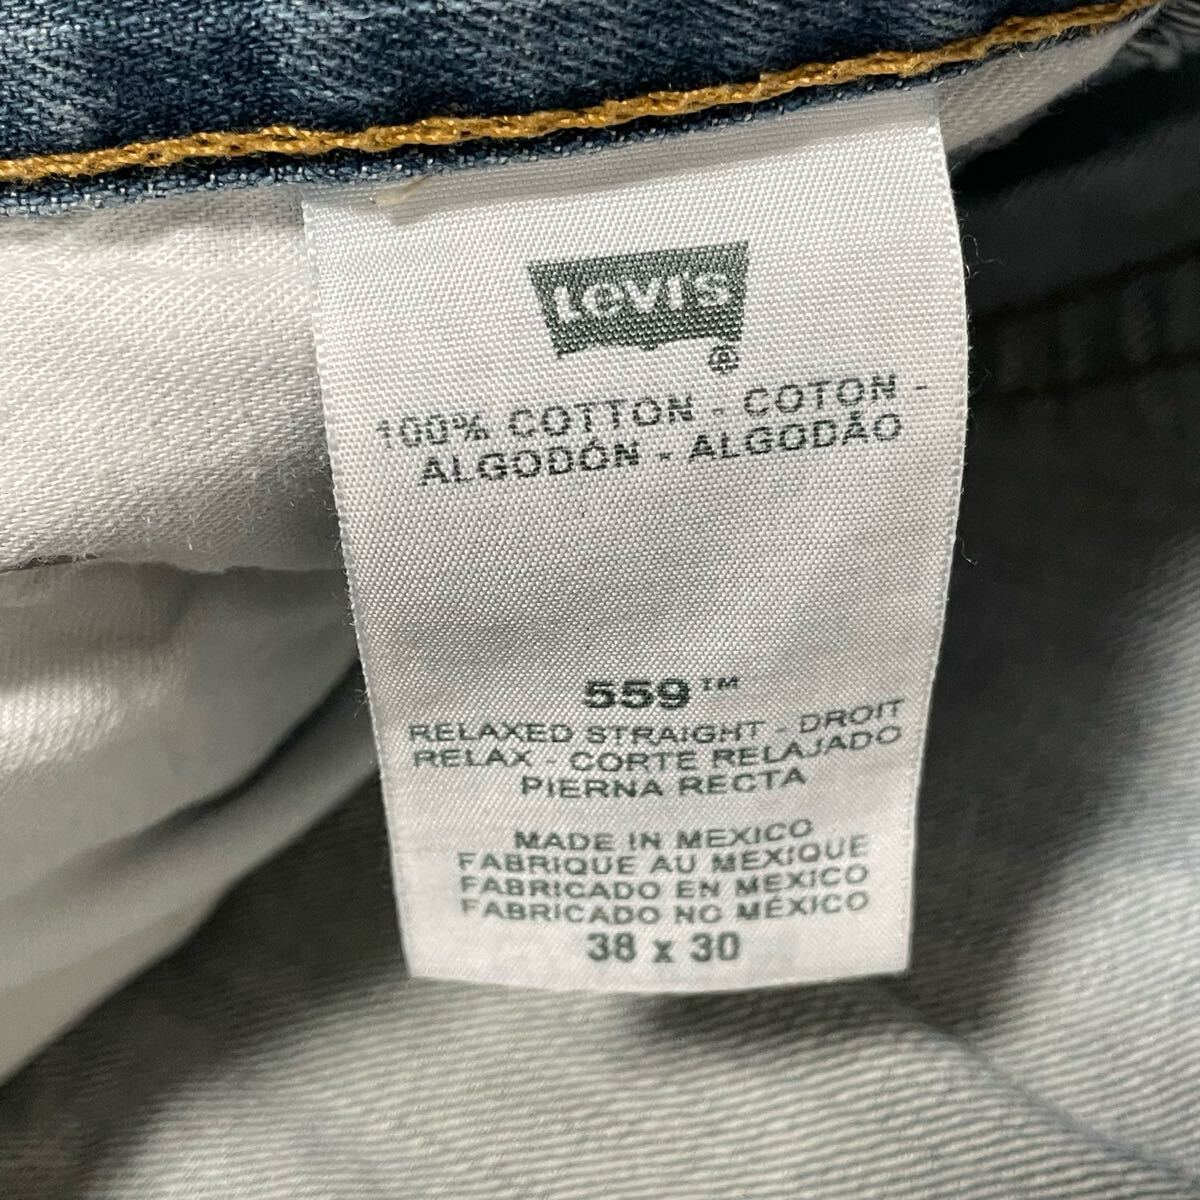 Levi's
®
100% COTTON - COTON -
ALGODÓN - ALGODÃO
559™
RELAXED STRAIGHT - DROIT
RELAX - CORTE RELAJADO
PIERNA RECTA
MADE IN MEXICO
FABRIQUE AU MEXIQUE
FABRICADO EN MEXICO
FABRICADO NO MÉXICO
38 x 30